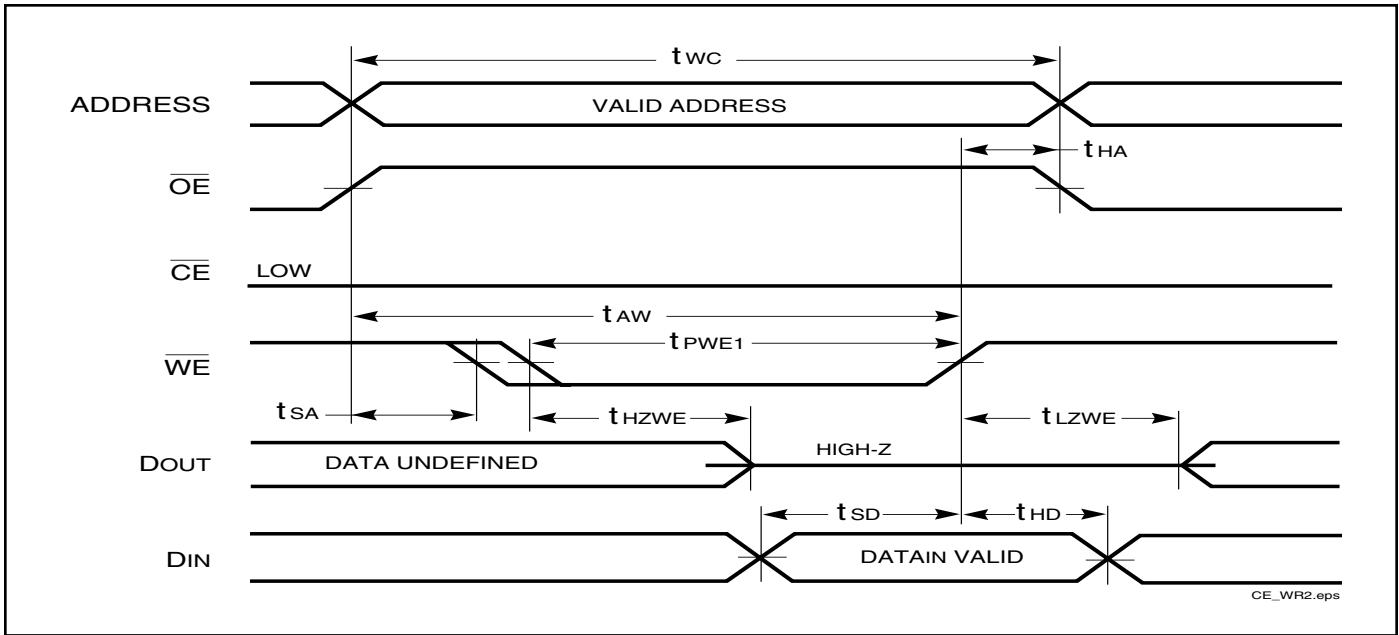 tWC
ADDRESS VALID ADDRESS
tHA
OE
CE LOW
tAW
WE tPWE1
tSA tHZWE tLZWE
DOUT DATA UNDEFINED HIGH-Z
tSD tHD
DIN DATAIN VALID
CE_WR2.eps